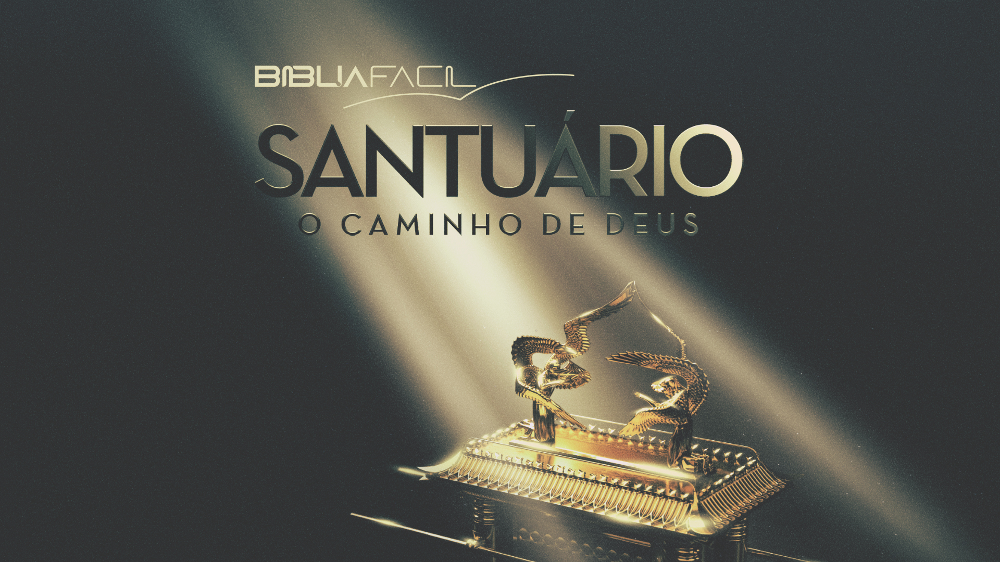 BIBLIAFACIL
SANTUÁRIO
O CAMINHO DE DEUS